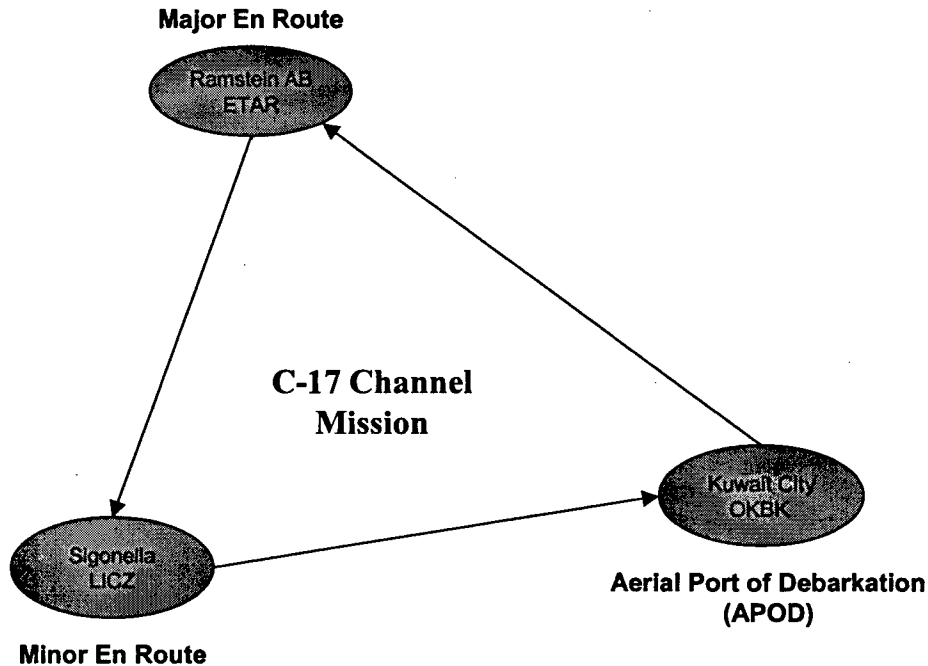 Major En Route
Ramstein AB
ETAR
C-17 Channel
Mission
Kuwait City
OKBK
Sigonella
LICZ
Aerial Port of Debarkation
(APOD)
Minor En Route